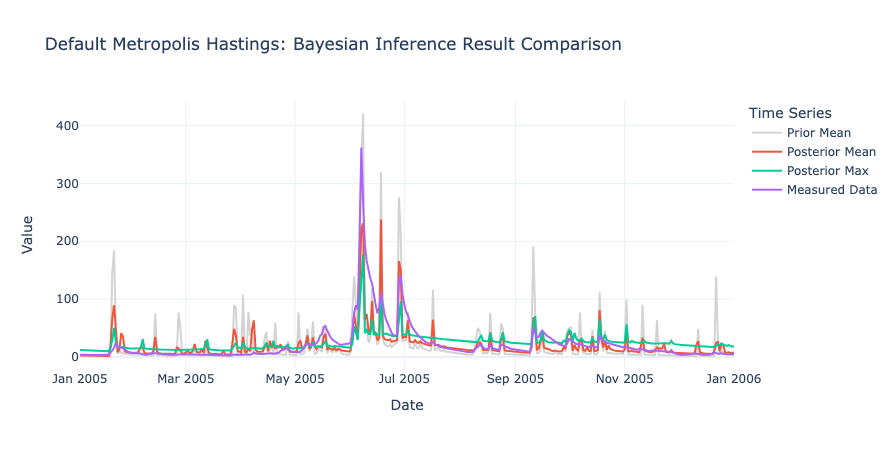 Default Metropolis Hastings: Bayesian Inference Result Comparison
Time Series
Prior Mean
Posterior Mean
Posterior Max
Measured Data
Value
400
300
200
100
0
Jan 2005
Mar 2005
May 2005
Jul 2005
Sep 2005
Nov 2005
Jan 2006
Date